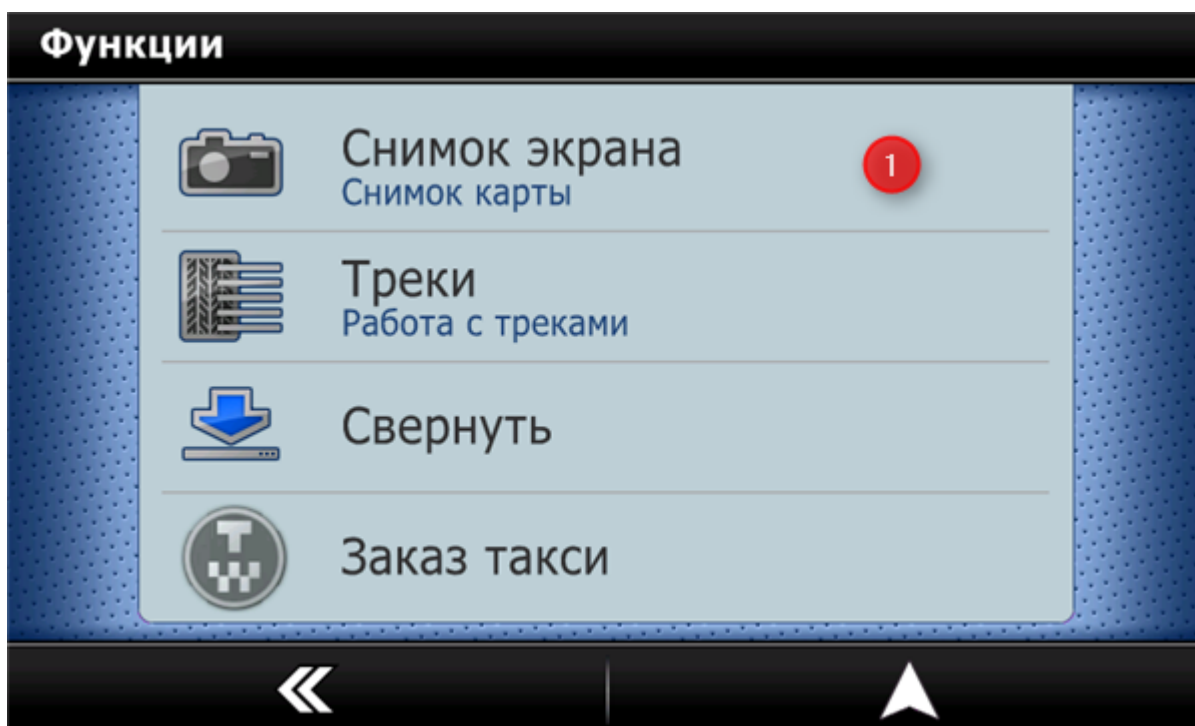 Функции
Снимок экрана
Снимок карты
1
Треки
Работа с треками
Свернуть
Заказ такси
Т